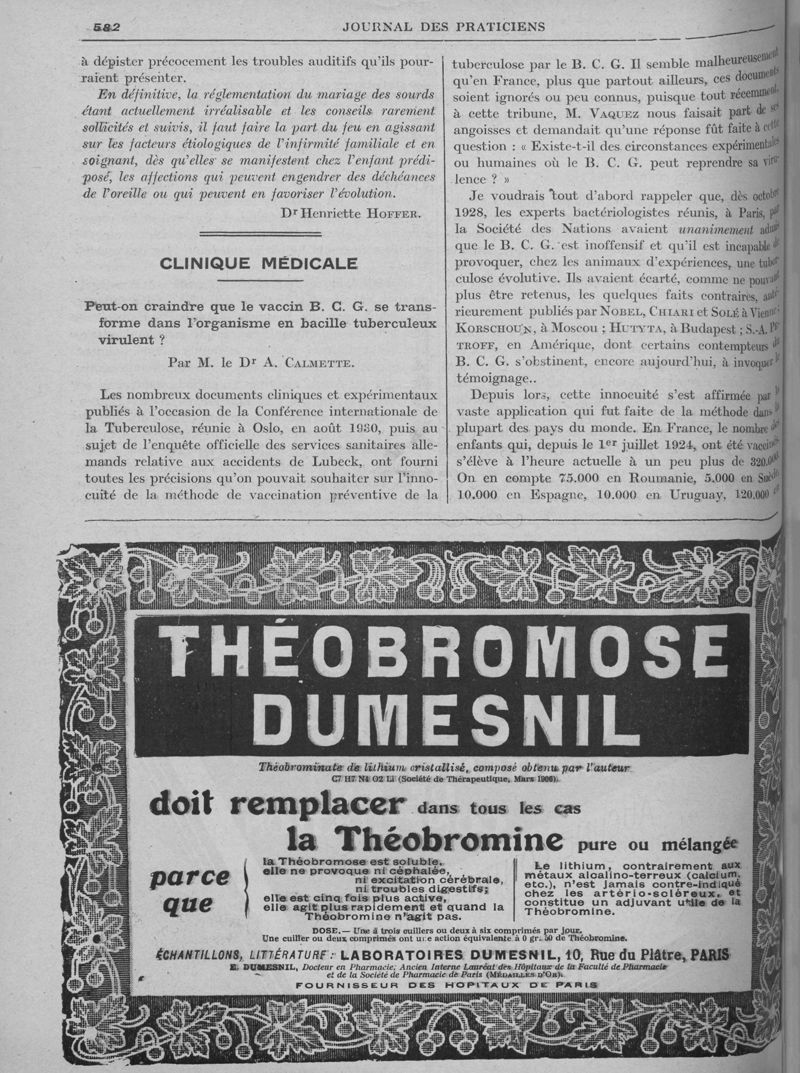 582
JOURNAL DES PRATICIENS
à dépister précocement les troubles auditifs qu'ils pour-
raient présenter.
En définitive, la réglementation du mariage des sourds
étant actuellement irréalisable et les conseils rarement
sollicités et suivis, il faut faire la part du feu en agissant
sur les facteurs étiologiques de l'infirmité familiale et en
soignant, dès qu'elles se manifestent chez l'enfant prédi-
posé, les affections qui peuvent engendrer des déchéances
de l'oreille ou qui peuvent en favoriser l'évolution.
Dr Henriette HOFFER.
CLINIQUE MÉDICALE
Peut-on craindre que le vaccin B. C. G. se trans-
forme dans l'organisme en bacille tuberculeux
virulent ?
Par M. le Dr A. CALMETTE.
Les nombreux documents cliniques et expérimentaux
publiés à l'occasion de la Conférence internationale de
la Tuberculose, réunie à Oslo, en août 1930, puis au
sujet de l'enquête officielle des services sanitaires alle-
mands relative aux accidents de Lubeck, ont fourni
toutes les précisions qu'on pouvait souhaiter sur l'inno-
cuité de la méthode de vaccination préventive de la
tuberculose par le B. C. G. Il semble malheureusement
qu'en France, plus que partout ailleurs, ces documents
soient ignorés ou peu connus, puisque tout récemment,
à cette tribune, M. VAQUEZ nous faisait part de ses
angoisses et demandait qu'une réponse fût faite à cette
question : « Existe-t-il des circonstances expérimentales
ou humaines où le B. C. G. peut reprendre sa viru-
lence ? »
Je voudrais tout d'abord rappeler que, dès octobre
1928, les experts bactériologistes réunis, à Paris, par
la Société des Nations avaient unanimement admis
que le B. C. G. est inoffensif et qu'il est incapable de
provoquer, chez les animaux d'expériences, une tuber-
culose évolutive. Ils avaient écarté, comme ne pouvant
plus être retenus, les quelques faits contraires, anté-
rieurement publiés par NOBEL, CHIARI et SOLÉ à Vienne,
KORSCHOUN, à Moscou ; HUTYTA, à Budapest ; S.-A. PE-
TROFF, en Amérique, dont certains contempteurs du
B. C. G. s'obstinent, encore aujourd'hui, à invoquer le
témoignage..
Depuis lors, cette innocuité s'est affirmée par la
vaste application qui fut faite de la méthode dans la
plupart des pays du monde. En France, le nombre des
enfants qui, depuis le 1er juillet 1924, ont été vaccinés
s'élève à l'heure actuelle à un peu plus de 320.000
On en compte 75.000 en Roumanie, 5.000 en Suède
10.000 en Espagne, 10.000 en Uruguay, 120.000
THÉOBROMOSE
DUMESNIL
Théobrominate de lithium cristallisé, composé obtenu par l'auteur
C7 H7 N4 O2 Li (Société de Thérapeutique, Mars 1906).
doit remplacer dans tous les cas
la Théobromine pure ou mélangée
parce
que
la Théobromose est soluble,
elle ne provoque ni céphalée,
ni excitation cérébrale,
ni troubles digestifs;
elle est cinq fois plus active,
elle agit plus rapidement et quand la
Théobromine n'agit pas.
Le lithium, contrairement aux
métaux alcalino-terreux (calcium,
etc.), n'est jamais contre-indiqué
chez les artério-scléreux, et
constitue un adjuvant utile de la
Théobromine.
DOSE. — Une à trois cuillers ou deux à six comprimés par jour.
Une cuiller ou deux comprimés ont une action équivalente à 0 gr. 50 de Théobromine.
ÉCHANTILLONS, LITTÉRATURE : LABORATOIRES DUMESNIL, 10, Rue du Plâtre, PARIS
E. DUMESNIL, Docteur en Pharmacie, Ancien Interne Lauréat des Hôpitaux de la Faculté de Pharmacie
et de la Société de Pharmacie de Paris (MÉDAILLES D'OR).
FOURNISSEUR DES HOPITAUX DE PARIS